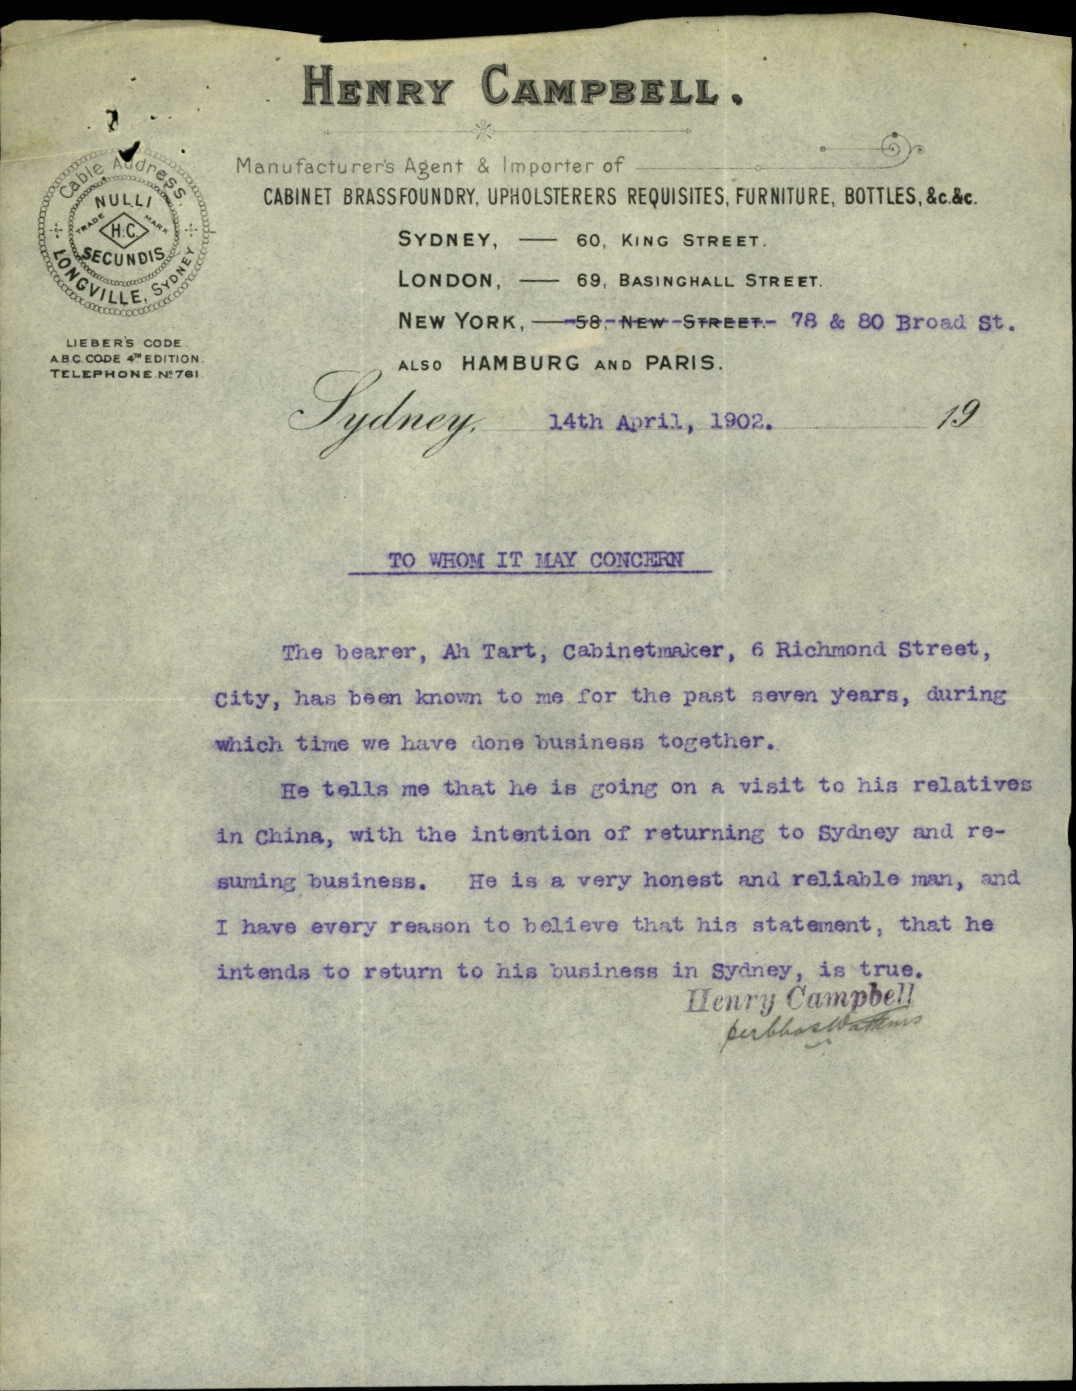 HENRY CAMPBELL.
Manufacturer's Agent & Importer of
CABINET BRASSFOUNDRY, UPHOLSTERERS REQUISITES, FURNITURE, BOTTLES, &c.&c.
Cable Address.
NULLI
TRADE MARK
H.C.
SECUNDIS
LONGVILLE, SYDNEY
LIEBER'S CODE.
A.B.C. CODE 4TH EDITION.
TELEPHONE No 761.
SYDNEY, — 60, KING STREET.
LONDON, — 69, BASINGHALL STREET.
NEW YORK, — 58, NEW STREET. 78 & 80 Broad St.
ALSO HAMBURG AND PARIS.
Sydney, 14th April, 1902. 19
TO WHOM IT MAY CONCERN
The bearer, Ah Tart, Cabinetmaker, 6 Richmond Street,
City, has been known to me for the past seven years, during
which time we have done business together.
He tells me that he is going on a visit to his relatives
in China, with the intention of returning to Sydney and re-
suming business. He is a very honest and reliable man, and
I have every reason to believe that his statement, that he
intends to return to his business in Sydney, is true.
Henry Campbell
per Chas Watkins